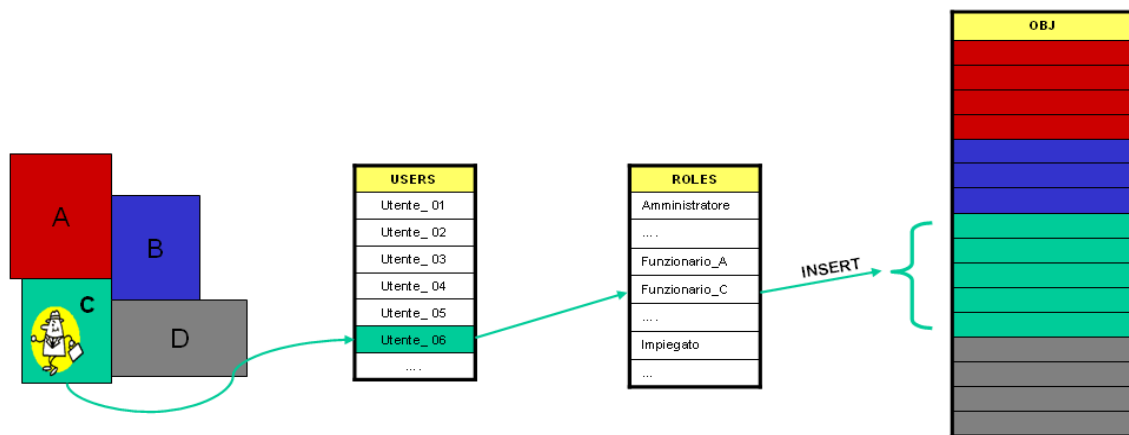 A
B
C
D
USERS
Utente_ 01
Utente_ 02
Utente_ 03
Utente_ 04
Utente_ 05
Utente_ 06
....
ROLES
Amministratore
....
Funzionario_A
Funzionario_C
....
Impiegato
...
INSERT
OBJ